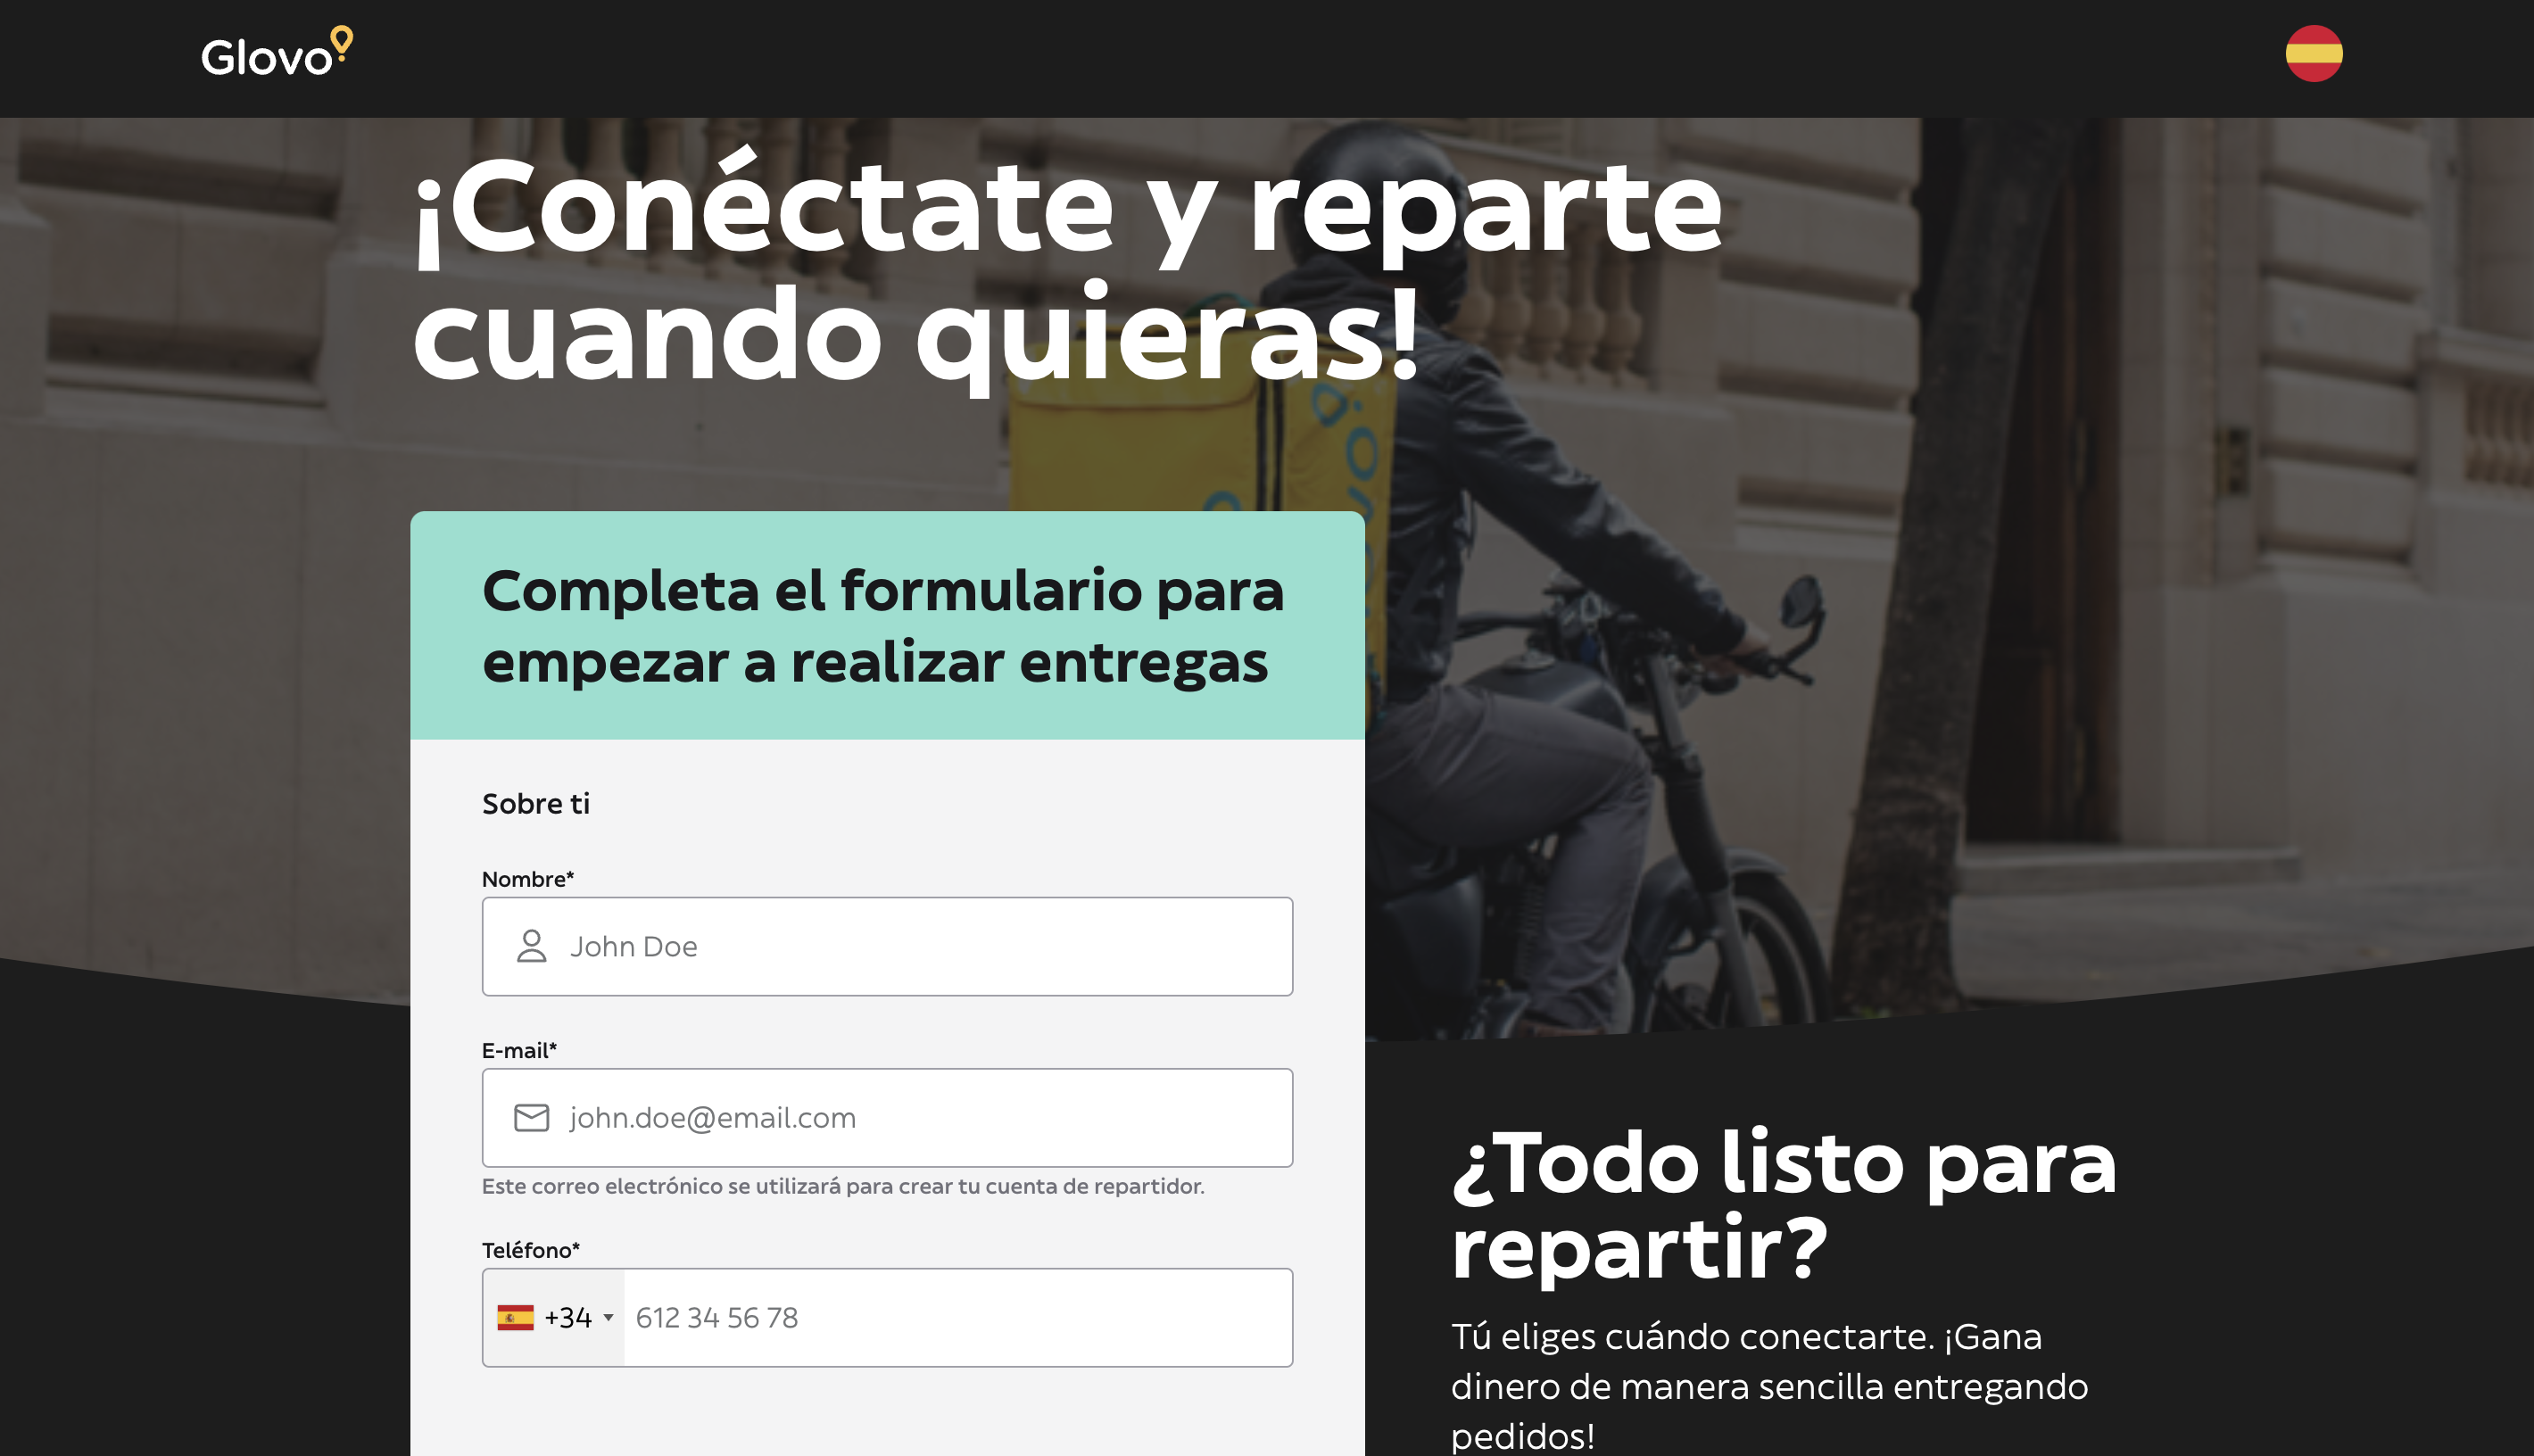 Glovo
¡Conéctate y reparte
cuando quieras!
Completa el formulario para
empezar a realizar entregas
Sobre ti
Nombre*
John Doe
E-mail*
john.doe@email.com
Este correo electrónico se utilizará para crear tu cuenta de repartidor.
Teléfono*
+34 612 34 56 78
¿Todo listo para
repartir?
Tú eliges cuándo conectarte. ¡Gana
dinero de manera sencilla entregando
pedidos!